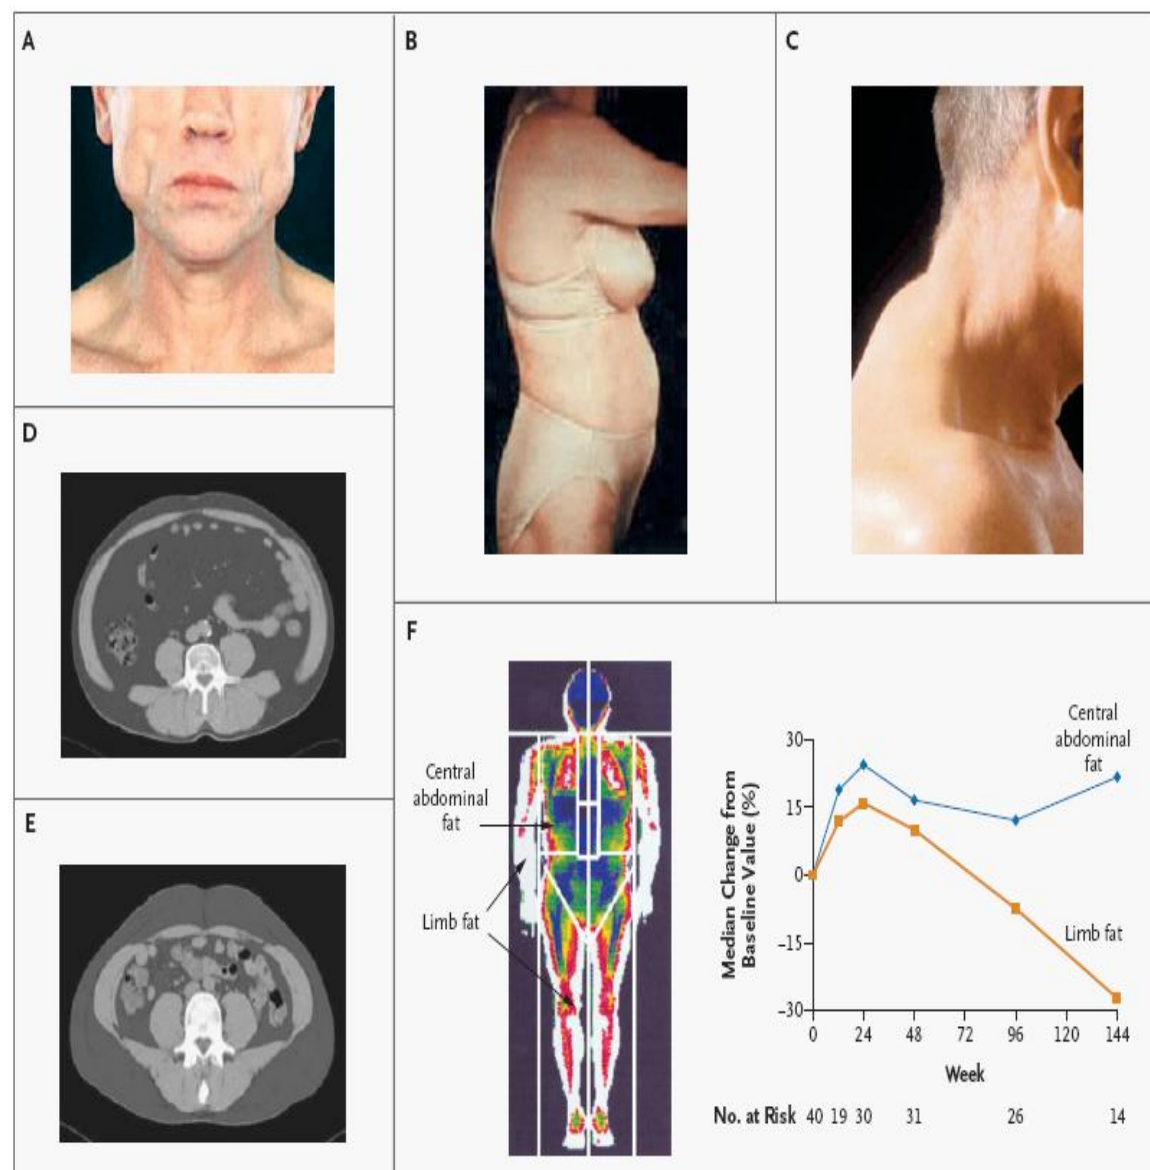 A
B
C
D
E
F
Central
abdominal
fat
Limb fat
Median Change from
Baseline Value (%)
30
15
0
–15
–30
Central
abdominal
fat
Limb fat
0 24 48 72 96 120 144
Week
No. at Risk 40 19 30 31 26 14